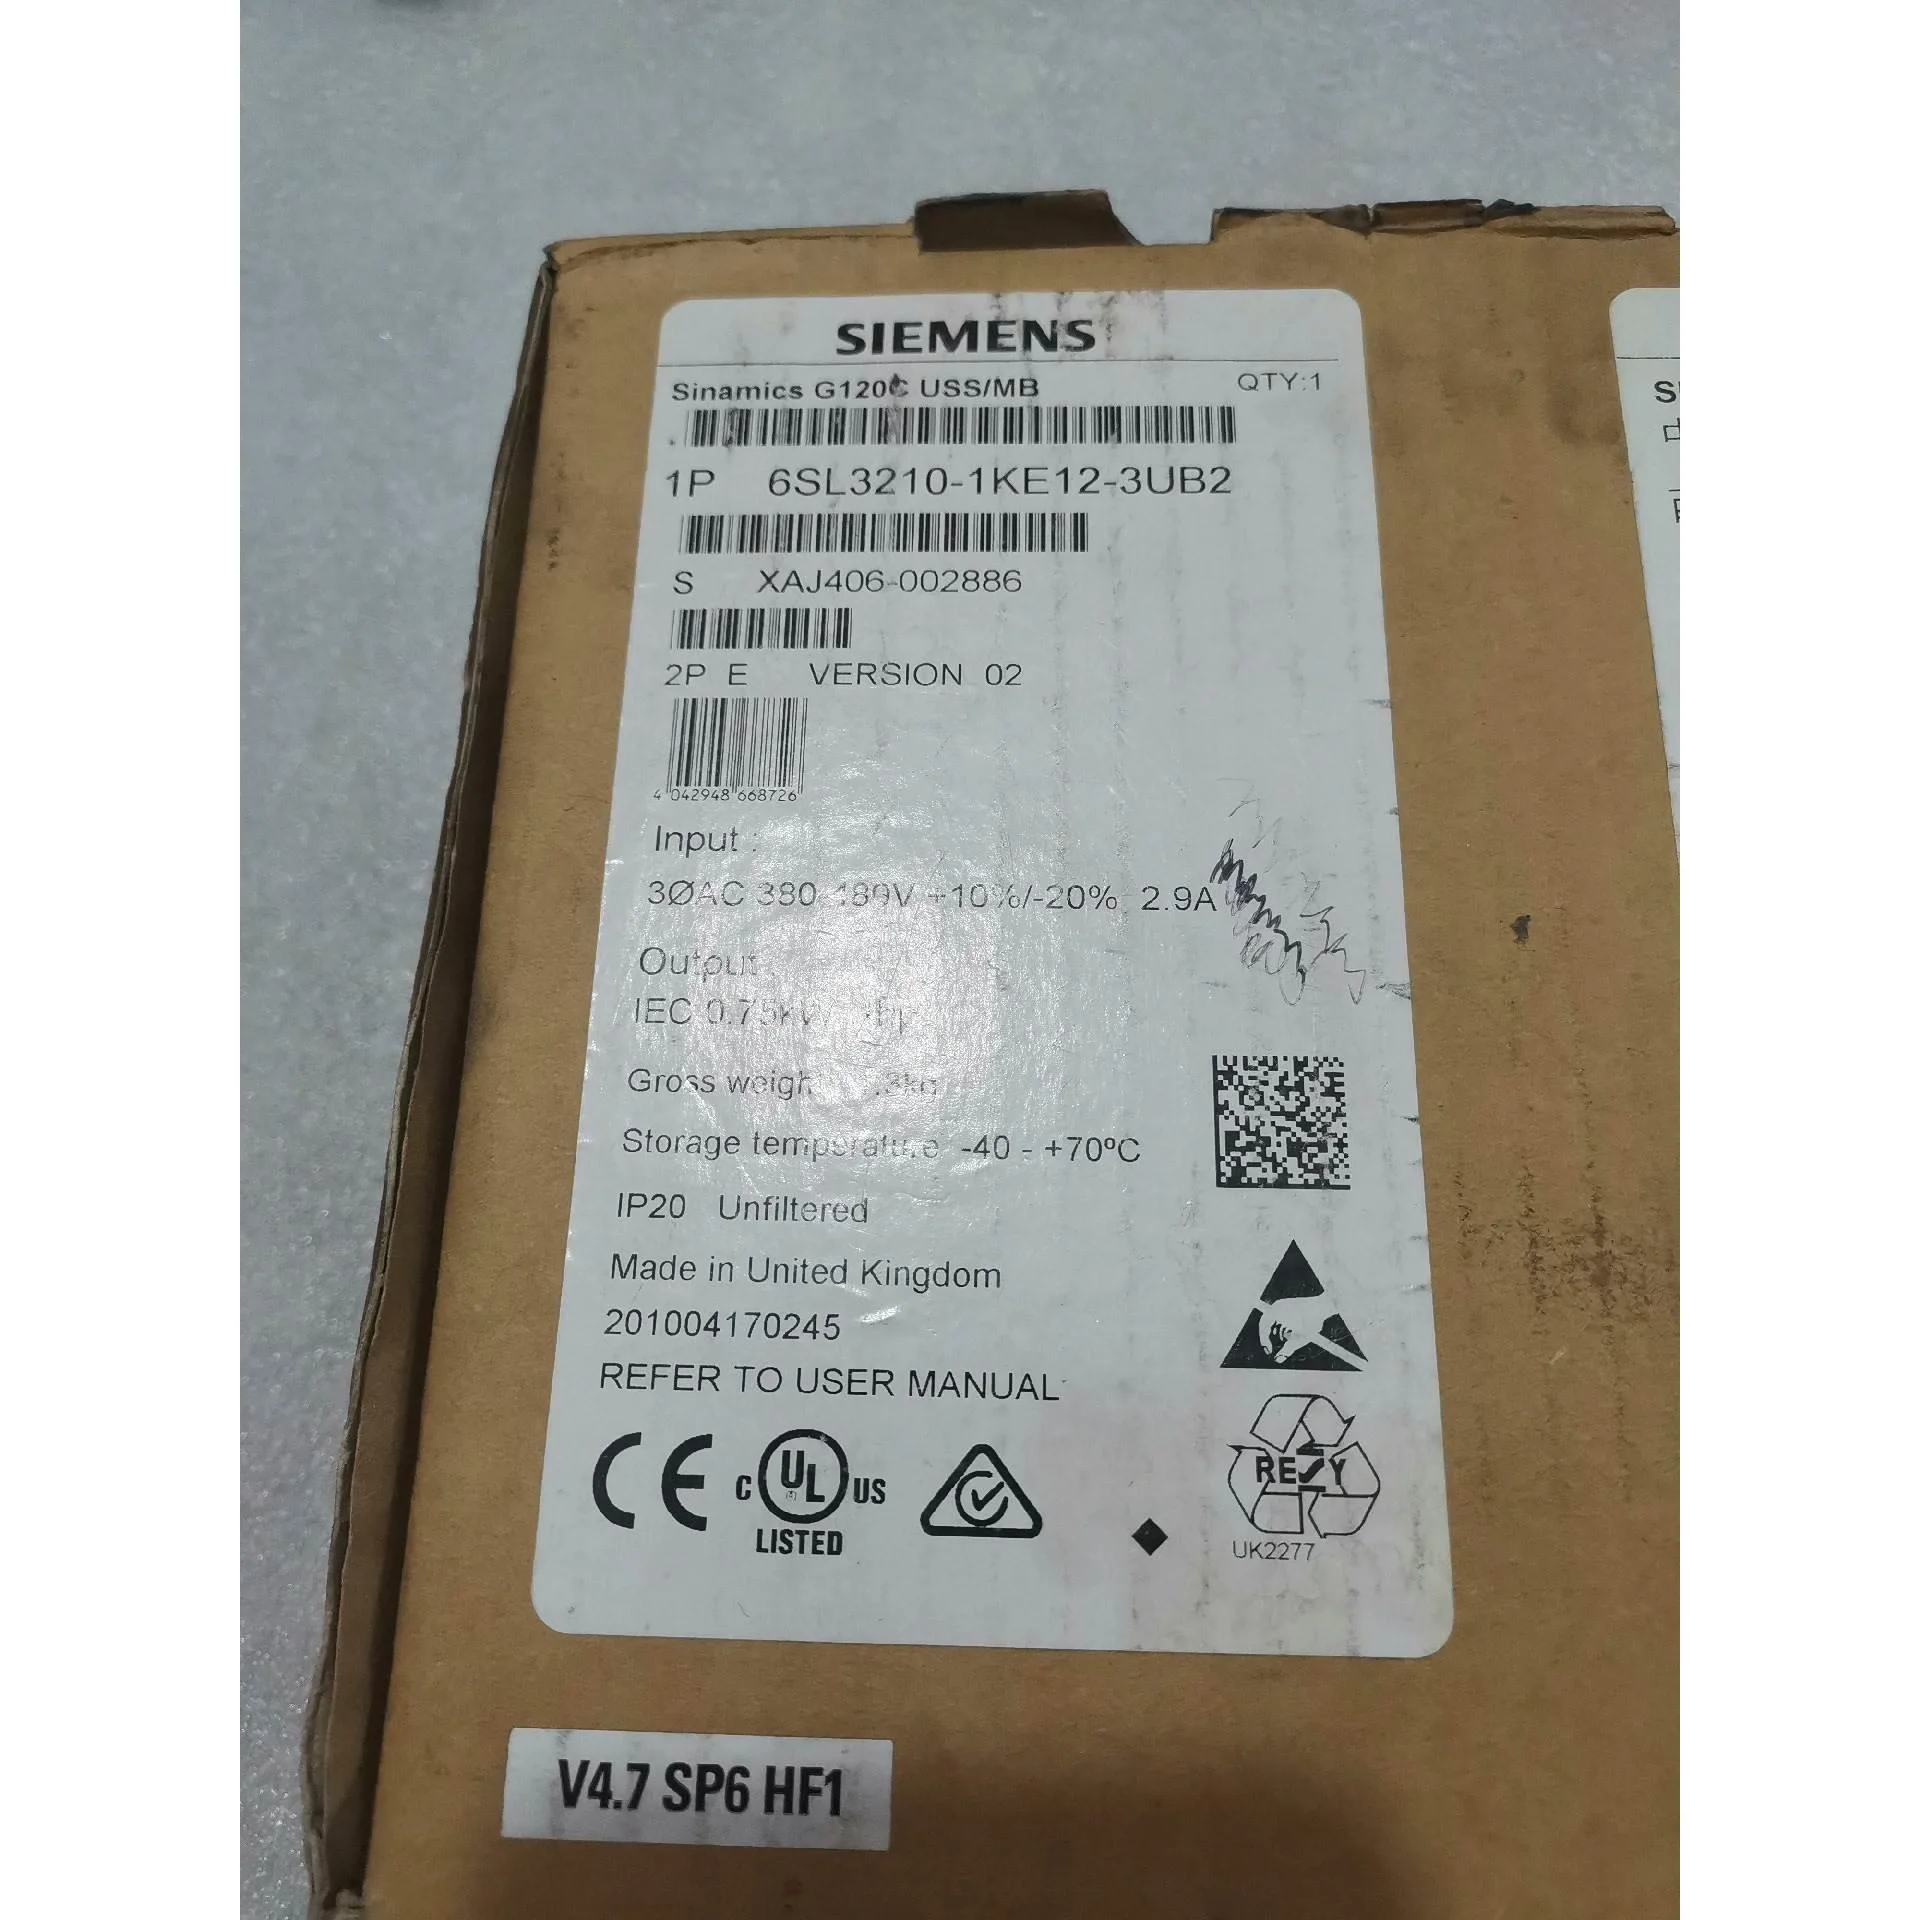 SIEMENS
Sinamics G120C USS/MB QTY:1
1P 6SL3210-1KE12-3UB2
S XAJ406-002886
2P E VERSION 02
4 042948 668726
Input :
3ØAC 380 480V +10%/-20% 2.9A
Output
IEC 0.75kW
Gross weight
Storage temperature -40 - +70ºC
IP20 Unfiltered
Made in United Kingdom
201004170245
REFER TO USER MANUAL
CE
C UL US
LISTED
RESY
UK2277
V4.7 SP6 HF1